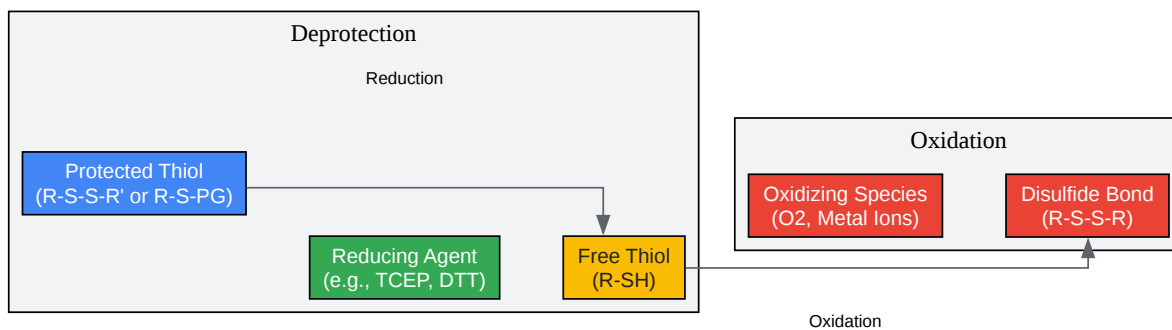 Deprotection
Reduction
Protected Thiol
(R-S-S-R' or R-S-PG)
Reducing Agent
(e.g., TCEP, DTT)
Free Thiol
(R-SH)
Oxidation
Oxidizing Species
(O2, Metal Ions)
Disulfide Bond
(R-S-S-R)
Oxidation